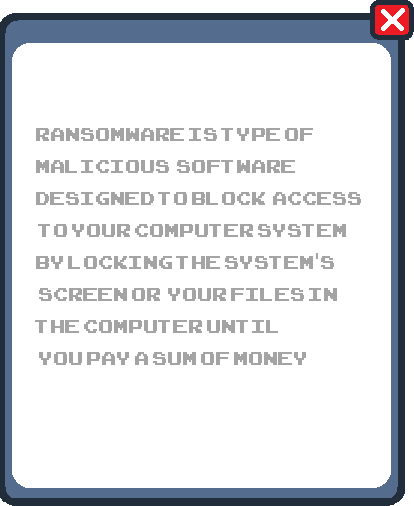 RANSOMWARE IS TYPE OF
MALICIOUS SOFTWARE
DESIGNED TO BLOCK ACCESS
TO YOUR COMPUTER SYSTEM
BY LOCKING THE SYSTEM'S
SCREEN OR YOUR FILES IN
THE COMPUTER UNTIL
YOU PAY A SUM OF MONEY